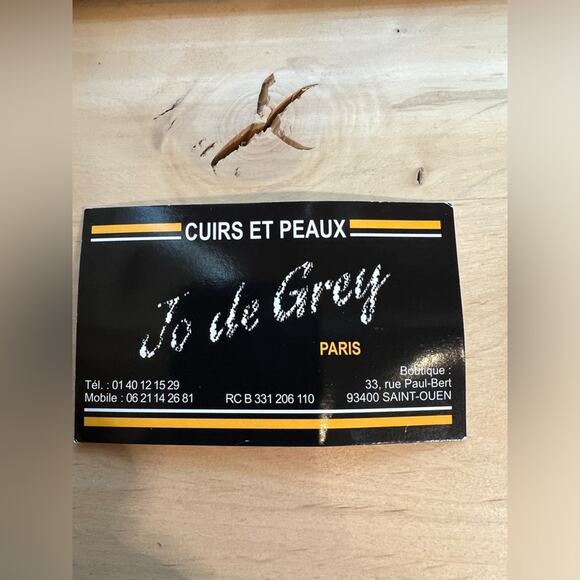 CUIRS ET PEAUX
Jo de Grey
PARIS
Tél. : 01 40 12 15 29
Mobile : 06 21 14 26 81
RC B 331 206 110
Boutique :
33, rue Paul-Bert
93400 SAINT-OUEN